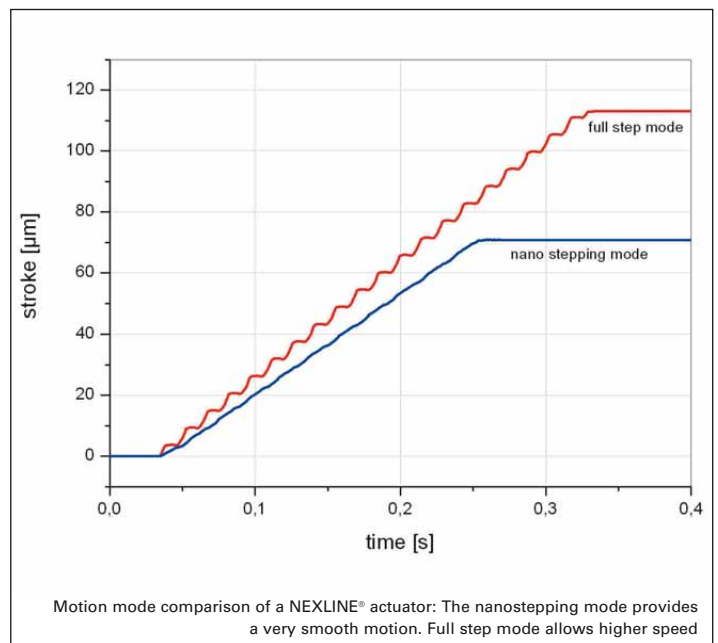 120
100
80
60
40
20
0
stroke [µm]
full step mode
nano stepping mode
0,0
0,1
0,2
0,3
0,4
time [s]
Motion mode comparison of a NEXLINE® actuator: The nanostepping mode provides
a very smooth motion. Full step mode allows higher speed